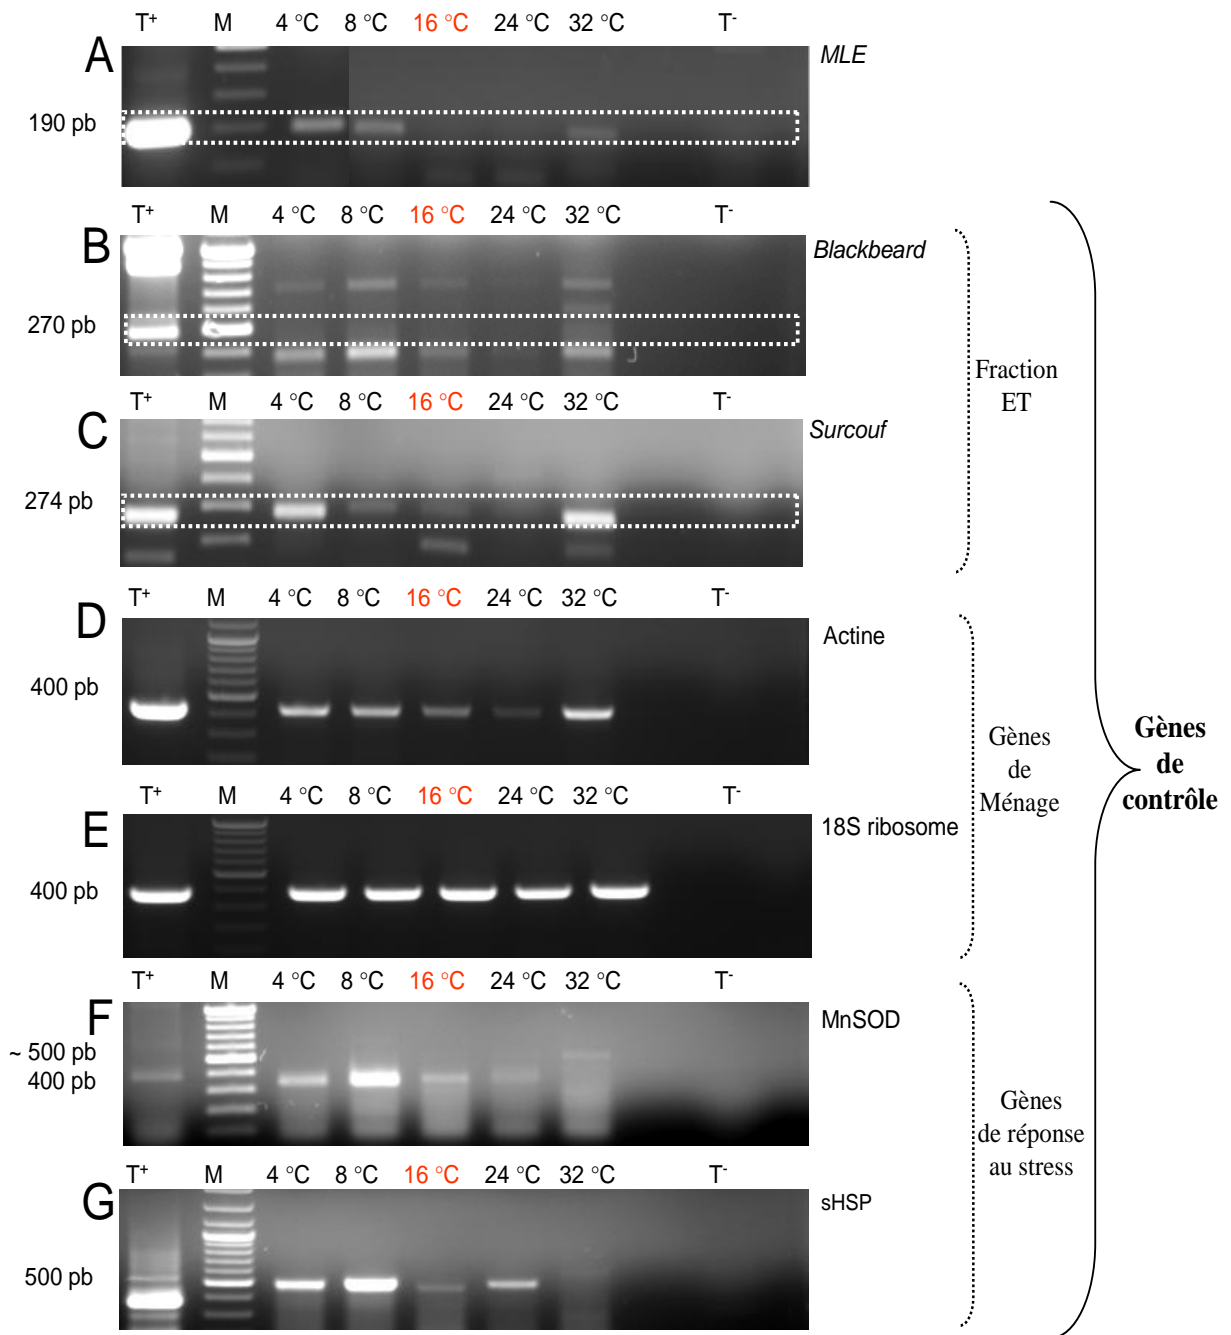 T+ M 4 °C 8 °C 16 °C 24 °C 32 °C T-
A
MLE
190 pb
T+ M 4 °C 8 °C 16 °C 24 °C 32 °C T-
B
Blackbeard
270 pb
T+ M 4 °C 8 °C 16 °C 24 °C 32 °C T-
C
Surcouf
274 pb
Fraction
ET
T+ M 4 °C 8 °C 16 °C 24 °C 32 °C T-
D
Actine
400 pb
Gènes
de
Ménage
T+ M 4 °C 8 °C 16 °C 24 °C 32 °C T-
E
18S ribosome
400 pb
Gènes
de
contrôle
T+ M 4 °C 8 °C 16 °C 24 °C 32 °C T-
F
MnSOD
~ 500 pb
400 pb
Gènes
de réponse
au stress
T+ M 4 °C 8 °C 16 °C 24 °C 32 °C T-
G
sHSP
500 pb